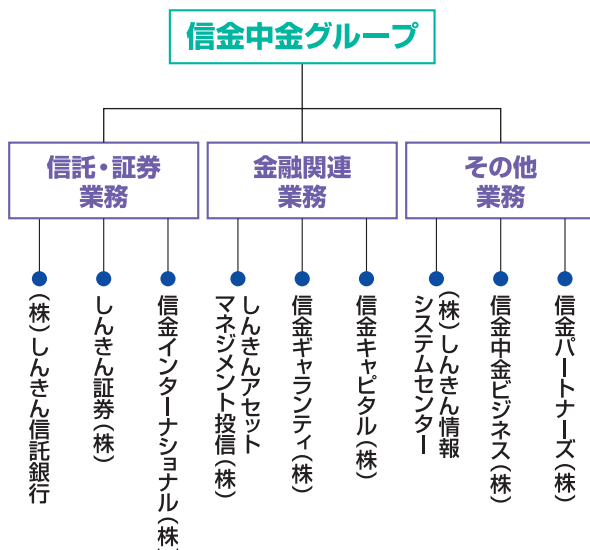 信金中金グループ
信託・証券
業務
金融関連
業務
その他
業務
(株)しんきん信託銀行
しんきん証券(株)
信金インターナショナル(株)
しんきんアセット
マネジメント投信(株)
信金ギャランティ(株)
信金キャピタル(株)
(株)しんきん情報
システムセンター
信金中金ビジネス(株)
信金パートナーズ(株)